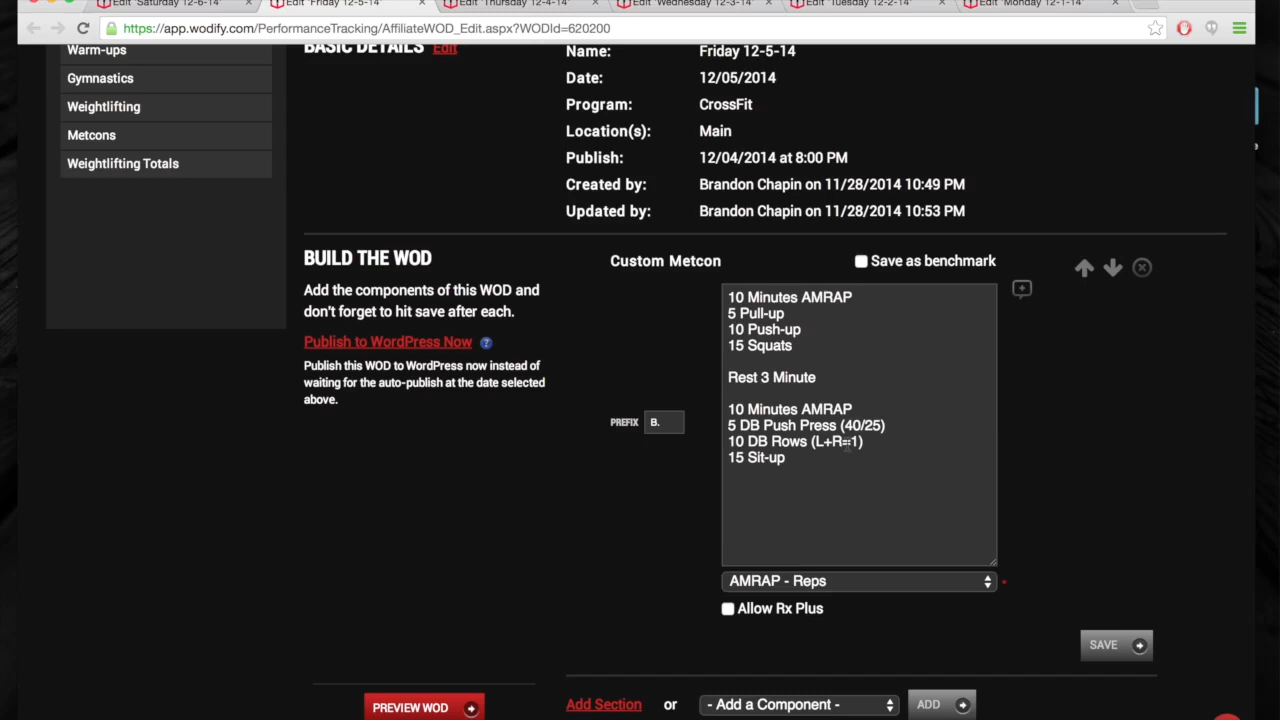 Edit 'Saturday 12-6-14'
Edit 'Friday 12-5-14'
Edit 'Thursday 12-4-14'
Edit 'Wednesday 12-3-14'
Edit 'Tuesday 12-2-14'
Edit 'Monday 12-1-14'
https://app.wodify.com/PerformanceTracking/AffiliateWOD_Edit.aspx?WODId=620200
Warm-ups
Gymnastics
Weightlifting
Metcons
Weightlifting Totals
BASIC DETAILS Edit
Name: Friday 12-5-14
Date: 12/05/2014
Program: CrossFit
Location(s): Main
Publish: 12/04/2014 at 8:00 PM
Created by: Brandon Chapin on 11/28/2014 10:49 PM
Updated by: Brandon Chapin on 11/28/2014 10:53 PM
BUILD THE WOD
Add the components of this WOD and
don't forget to hit save after each.
Publish to WordPress Now ?
Publish this WOD to WordPress now instead of
waiting for the auto-publish at the date selected
above.
Custom Metcon
Save as benchmark
PREFIX B.
10 Minutes AMRAP
5 Pull-up
10 Push-up
15 Squats
Rest 3 Minute
10 Minutes AMRAP
5 DB Push Press (40/25)
10 DB Rows (L+R=1)
15 Sit-up
AMRAP - Reps
Allow Rx Plus
SAVE
PREVIEW WOD
Add Section or - Add a Component - ADD